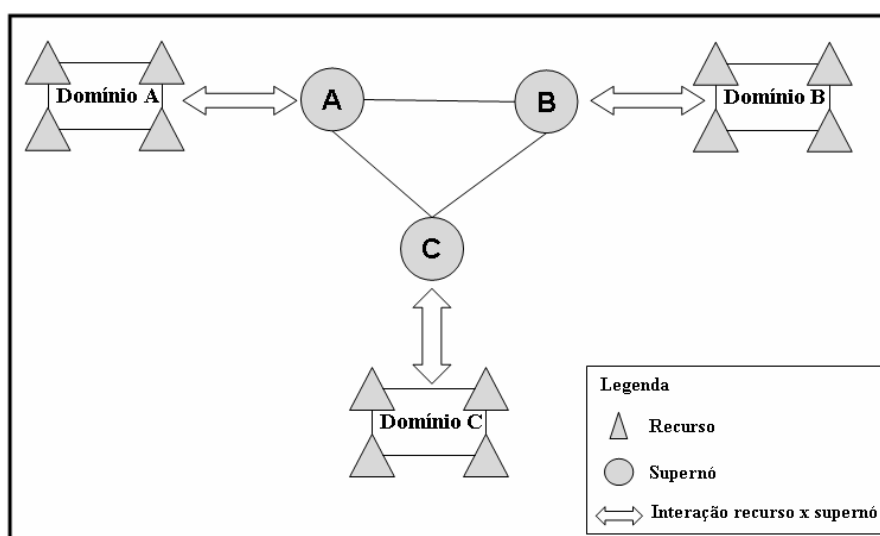 Domínio A
A
B
Domínio B
C
Domínio C
Legenda
Recurso
Supernó
Interação recurso x supernó